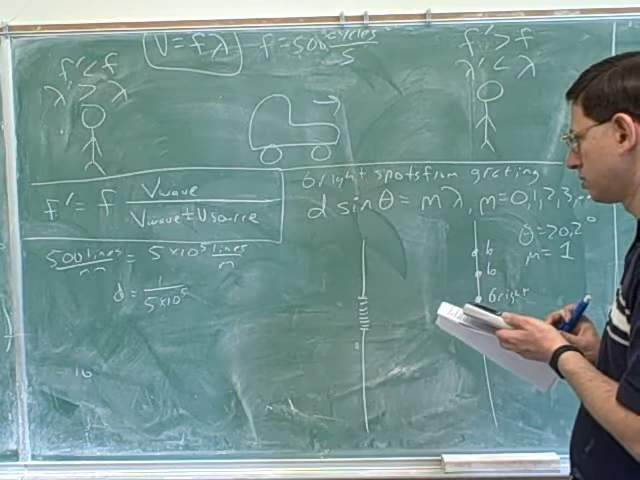 V = fλ
f = 500 cycles/s
f' < f
λ' > λ
f' > f
λ' < λ
f' = f Vwave / Vwave ± Vsource
bright spots from grating
d sin θ = mλ, m = 0, 1, 2, 3, ...
500 lines/mm = 5 × 10⁵ lines/m
d = 1 / 5×10⁵
θ = 20,2°
m = 1
b
b
bright
10